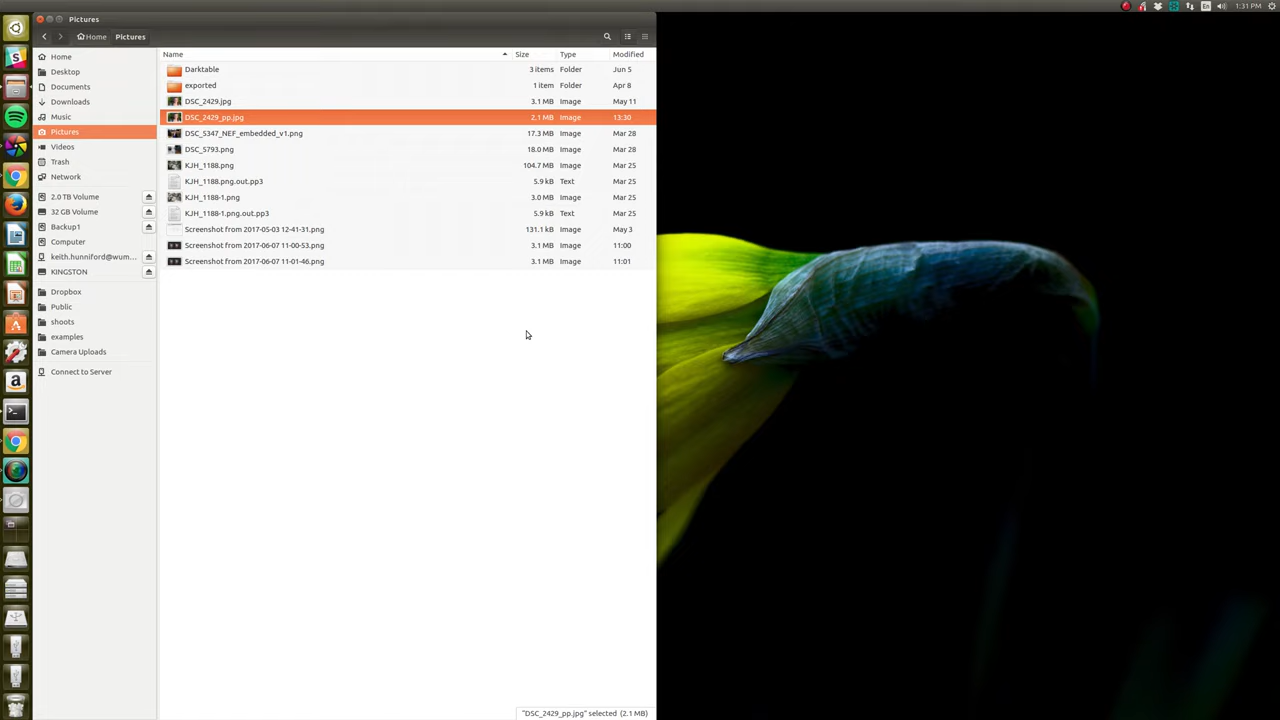 Pictures
En
1:31 PM
Home
Pictures
Name Size Type Modified
Darktable 3 items Folder Jun 5
exported 1 item Folder Apr 8
DSC_2429.jpg 3.1 MB Image May 11
DSC_2429_pp.jpg 2.1 MB Image 13:30
DSC_5347_NEF_embedded_v1.png 17.3 MB Image Mar 28
DSC_5793.png 18.0 MB Image Mar 28
KJH_1188.png 104.7 MB Image Mar 25
KJH_1188.png.out.pp3 5.9 kB Text Mar 25
KJH_1188-1.png 3.0 MB Image Mar 25
KJH_1188-1.png.out.pp3 5.9 kB Text Mar 25
Screenshot from 2017-05-03 12-41-31.png 131.1 kB Image May 3
Screenshot from 2017-06-07 11-00-53.png 3.1 MB Image 11:00
Screenshot from 2017-06-07 11-01-46.png 3.1 MB Image 11:01
Home
Desktop
Documents
Downloads
Music
Pictures
Videos
Trash
Network
2.0 TB Volume
32 GB Volume
Backup1
Computer
keith.hunniford@wum...
KINGSTON
Dropbox
Public
shoots
examples
Camera Uploads
Connect to Server
"DSC_2429_pp.jpg" selected (2.1 MB)